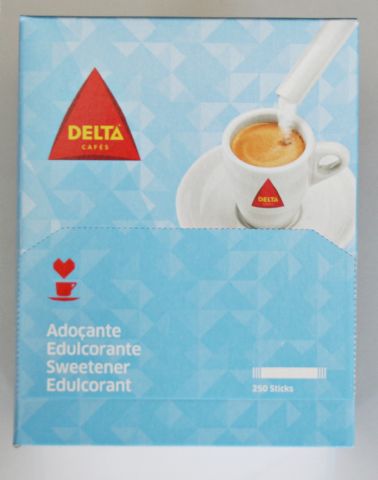 DELTA
CAFÉS
DELTA
Adoçante
Edulcorante
Sweetener
Edulcorant
250 Sticks